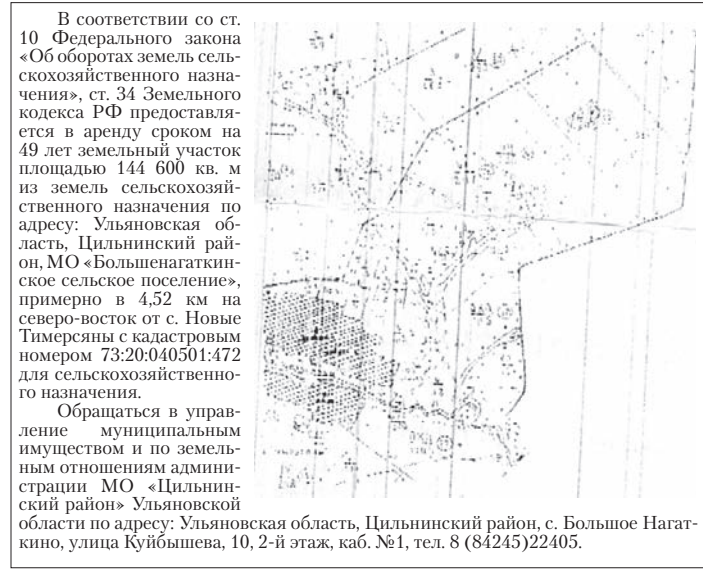 В соответствии со ст.
10 Федерального закона
«Об оборотах земель сель-
скохозяйственного назна-
чения», ст. 34 Земельного
кодекса РФ предоставля-
ется в аренду сроком на
49 лет земельный участок
площадью 144 600 кв. м
из земель сельскохозяй-
ственного назначения по
адресу: Ульяновская об-
ласть, Цильнинский рай-
он, МО «Большенагаткин-
ское сельское поселение»,
примерно в 4,52 км на
северо-восток от с. Новые
Тимерсяны с кадастровым
номером 73:20:040501:472
для сельскохозяйственно-
го назначения.
Обращаться в управ-
ление муниципальным
имуществом и по земель-
ным отношениям админи-
страции МО «Цильнин-
ский район» Ульяновской
области по адресу: Ульяновская область, Цильнинский район, с. Большое Нагат-
кино, улица Куйбышева, 10, 2-й этаж, каб. №1, тел. 8 (84245)22405.